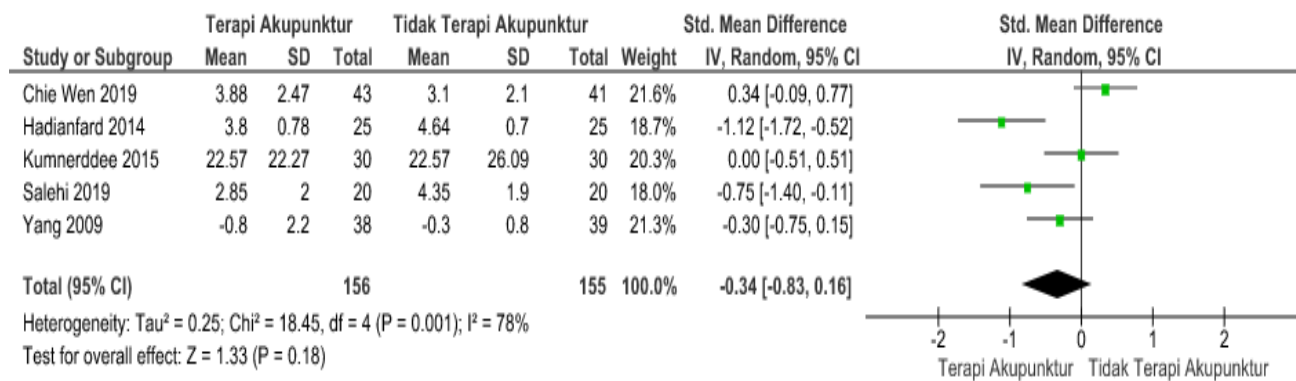 Terapi Akupunktur Tidak Terapi Akupunktur Std. Mean Difference Std. Mean Difference
Study or Subgroup Mean SD Total Mean SD Total Weight IV, Random, 95% CI IV, Random, 95% CI
Chie Wen 2019 3.88 2.47 43 3.1 2.1 41 21.6% 0.34 [-0.09, 0.77]
Hadianfard 2014 3.8 0.78 25 4.64 0.7 25 18.7% -1.12 [-1.72, -0.52]
Kumnerddee 2015 22.57 22.27 30 22.57 26.09 30 20.3% 0.00 [-0.51, 0.51]
Salehi 2019 2.85 2 20 4.35 1.9 20 18.0% -0.75 [-1.40, -0.11]
Yang 2009 -0.8 2.2 38 -0.3 0.8 39 21.3% -0.30 [-0.75, 0.15]
Total (95% CI) 156 155 100.0% -0.34 [-0.83, 0.16]
Heterogeneity: Tau² = 0.25; Chi² = 18.45, df = 4 (P = 0.001); I² = 78%
Test for overall effect: Z = 1.33 (P = 0.18)
-2 -1 0 1 2
Terapi Akupunktur Tidak Terapi Akupunktur